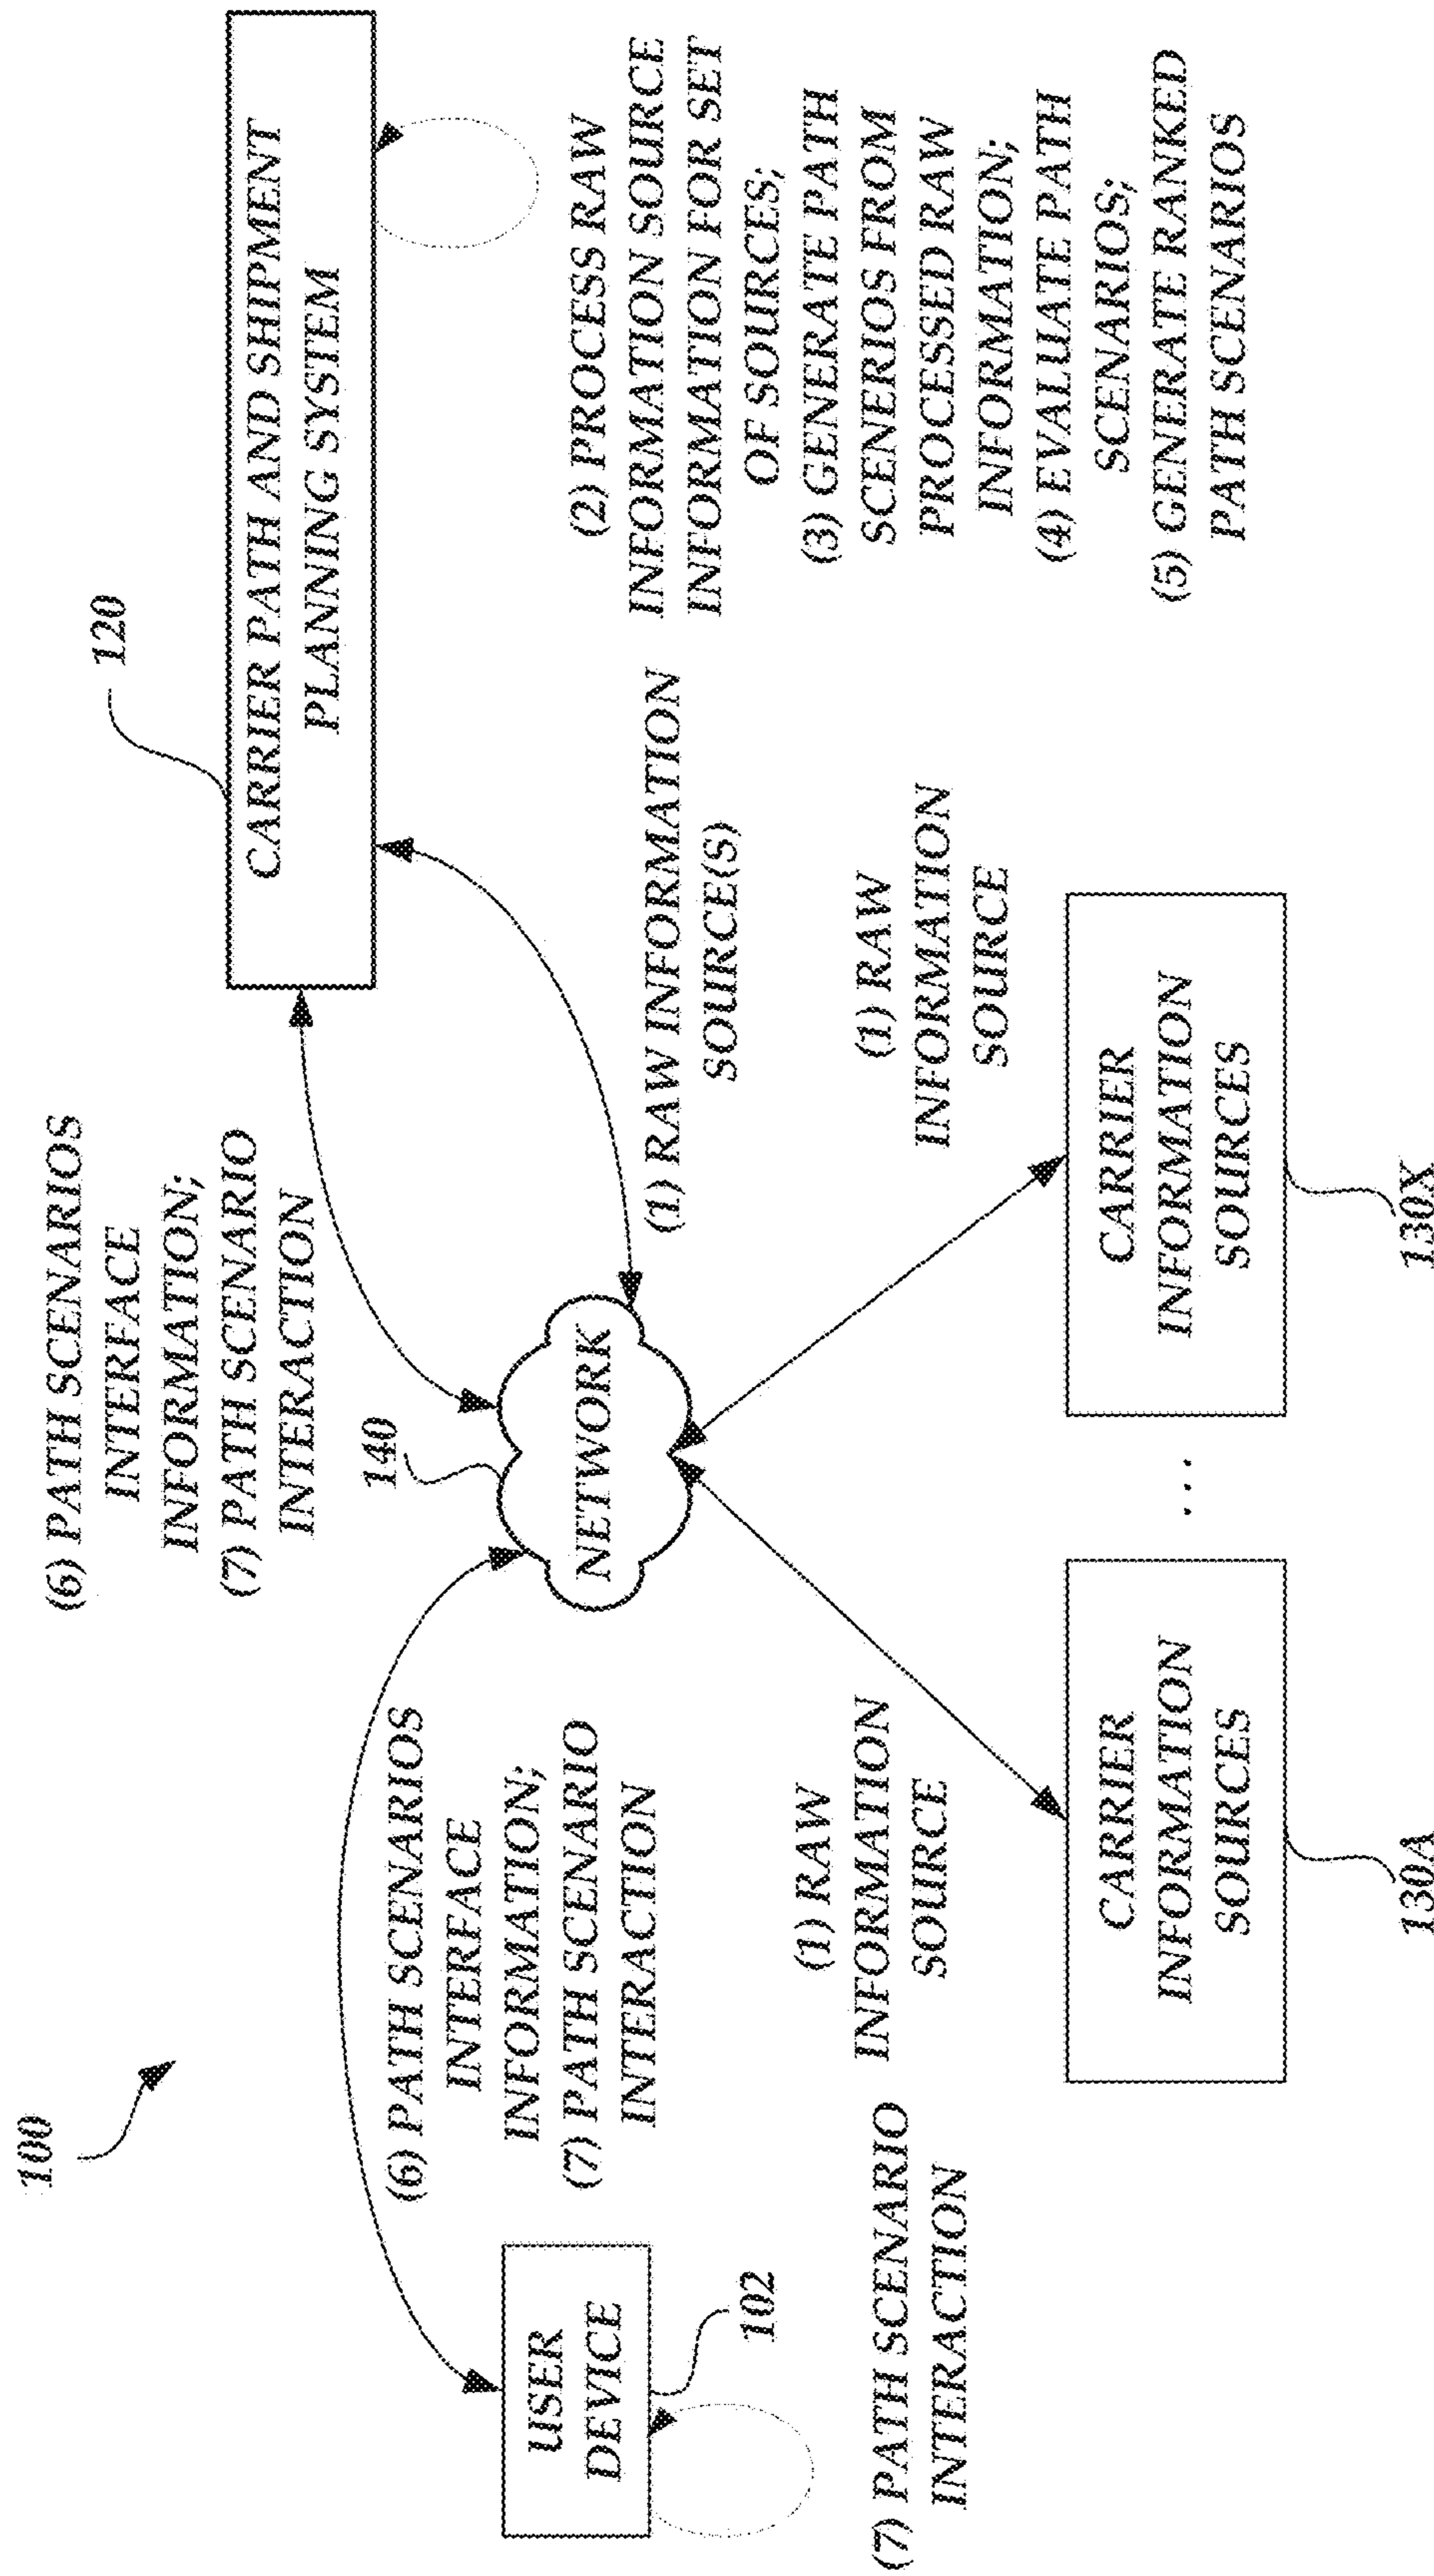 100
(6) PATH SCENARIOS
INTERFACE
INFORMATION;
(7) PATH SCENARIO
INTERACTION
120
CARRIER PATH AND SHIPMENT
PLANNING SYSTEM
140
NETWORK
(6) PATH SCENARIOS
INTERFACE
INFORMATION;
(7) PATH SCENARIO
INTERACTION
USER
DEVICE
102
(7) PATH SCENARIO
INTERACTION
(1) RAW INFORMATION
SOURCE(S)
(2) PROCESS RAW
INFORMATION SOURCE
INFORMATION FOR SET
OF SOURCES;
(3) GENERATE PATH
SCENERIOS FROM
PROCESSED RAW
INFORMATION;
(4) EVALUATE PATH
SCENARIOS;
(5) GENERATE RANKED
PATH SCENARIOS
(1) RAW
INFORMATION
SOURCE
(1) RAW
INFORMATION
SOURCE
CARRIER
INFORMATION
SOURCES
130A
. . .
CARRIER
INFORMATION
SOURCES
130X